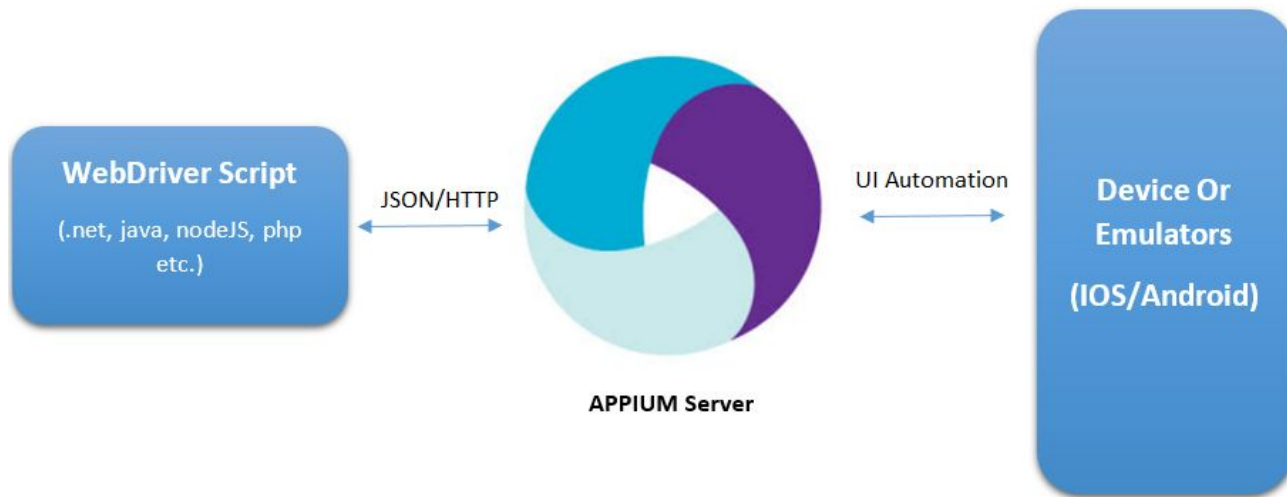 WebDriver Script
(.net, java, nodeJS, php
etc.)
JSON/HTTP
APPIUM Server
UI Automation
Device Or
Emulators
(IOS/Android)